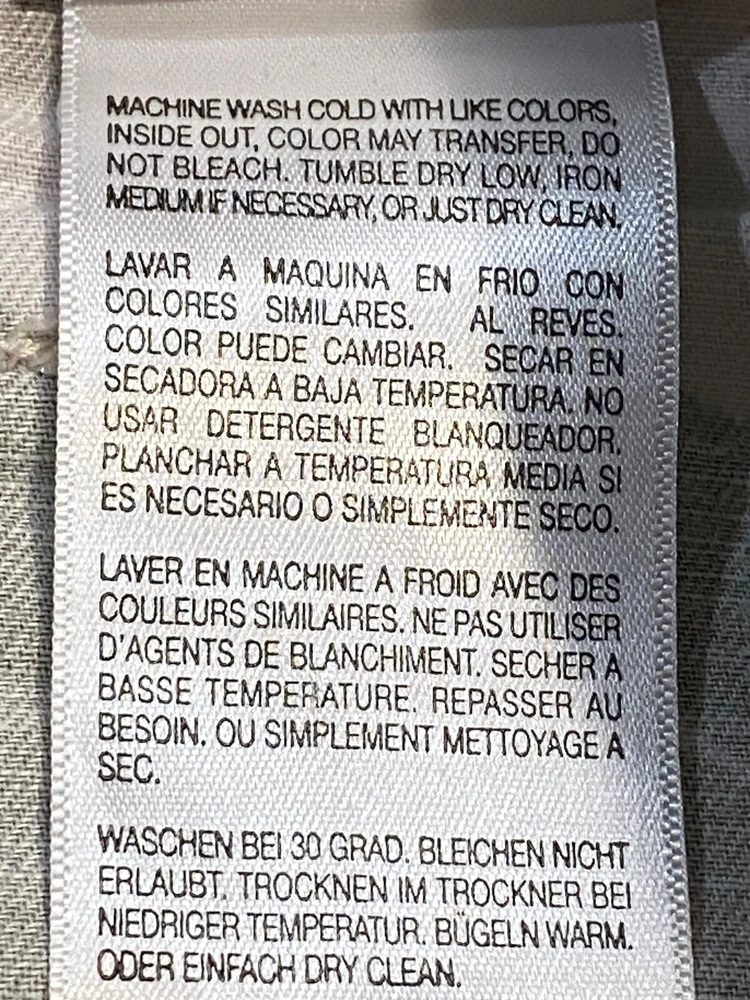 MACHINE WASH COLD WITH LIKE COLORS,
INSIDE OUT, COLOR MAY TRANSFER, DO
NOT BLEACH. TUMBLE DRY LOW, IRON
MEDIUM IF NECESSARY, OR JUST DRY CLEAN.
LAVAR A MAQUINA EN FRIO CON
COLORES SIMILARES. AL REVES.
COLOR PUEDE CAMBIAR. SECAR EN
SECADORA A BAJA TEMPERATURA. NO
USAR DETERGENTE BLANQUEADOR.
PLANCHAR A TEMPERATURA MEDIA SI
ES NECESARIO O SIMPLEMENTE SECO.
LAVER EN MACHINE A FROID AVEC DES
COULEURS SIMILAIRES. NE PAS UTILISER
D'AGENTS DE BLANCHIMENT. SECHER A
BASSE TEMPERATURE. REPASSER AU
BESOIN. OU SIMPLEMENT METTOYAGE A
SEC.
WASCHEN BEI 30 GRAD. BLEICHEN NICHT
ERLAUBT. TROCKNEN IM TROCKNER BEI
NIEDRIGER TEMPERATUR. BÜGELN WARM.
ODER EINFACH DRY CLEAN.